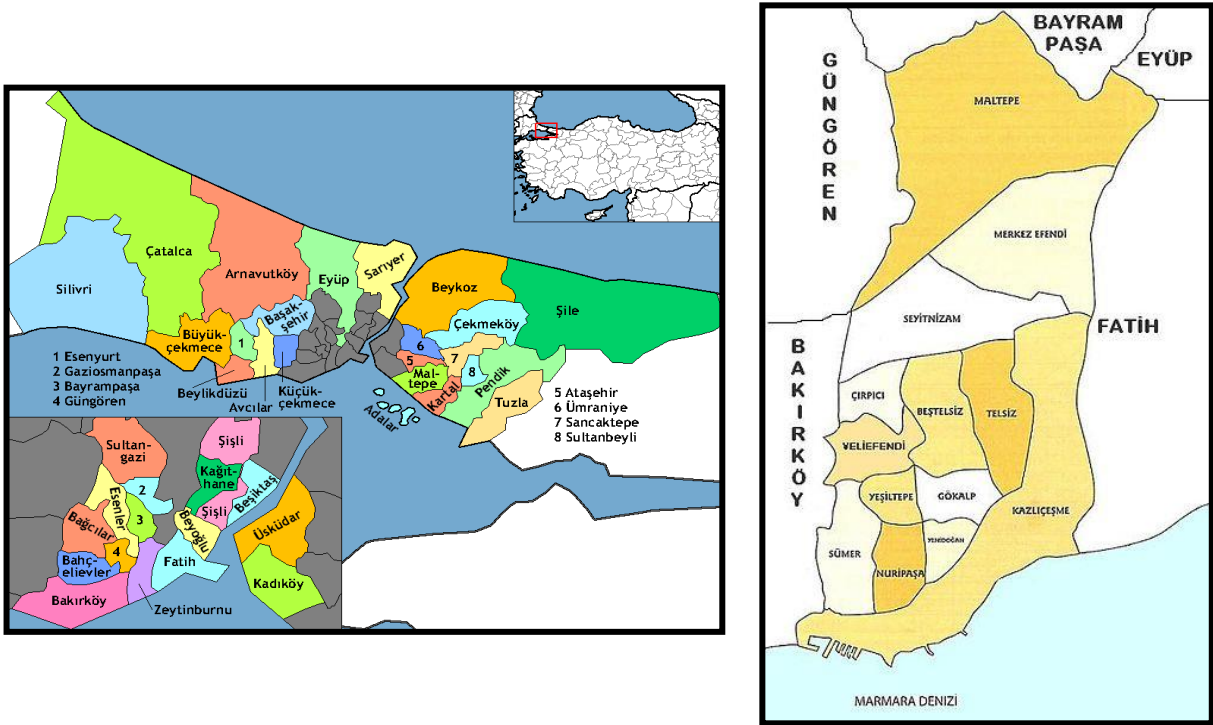 Silivri
Çatalca
Arnavutköy
Eyüp
Sarıyer
Beykoz
Şile
Büyük-
çekmece
1
Başak-
şehir
Çekmeköy
6
5
7
8
Mal-
tepe
Kartal
Pendik
Tuzla
Beylikdüzü
Avcılar
Küçük-
çekmece
Adalar
1 Esenyurt
2 Gaziosmanpaşa
3 Bayrampaşa
4 Güngören
5 Ataşehir
6 Ümraniye
7 Sancaktepe
8 Sultanbeyli
Sultan-
gazi
Şişli
Kağıt-
hane
2
Esenler
3
Şişli
Beşiktaş
Bağcılar
4
Beyoğlu
Üsküdar
Bahç-
elievler
Fatih
Kadıköy
Bakırköy
Zeytinburnu
BAYRAM
PAŞA
EYÜP
GÜNGÖREN
MALTEPE
MERKEZ EFENDİ
SEYİTNİZAM
FATİH
BAKIRKÖY
ÇIRPICI
BEŞTELSİZ
TELSİZ
VELİEFENDİ
YEŞİLTEPE
GÖKALP
KAZLIÇEŞME
SÜMER
YENİDOĞAN
NURİPAŞA
MARMARA DENİZİ